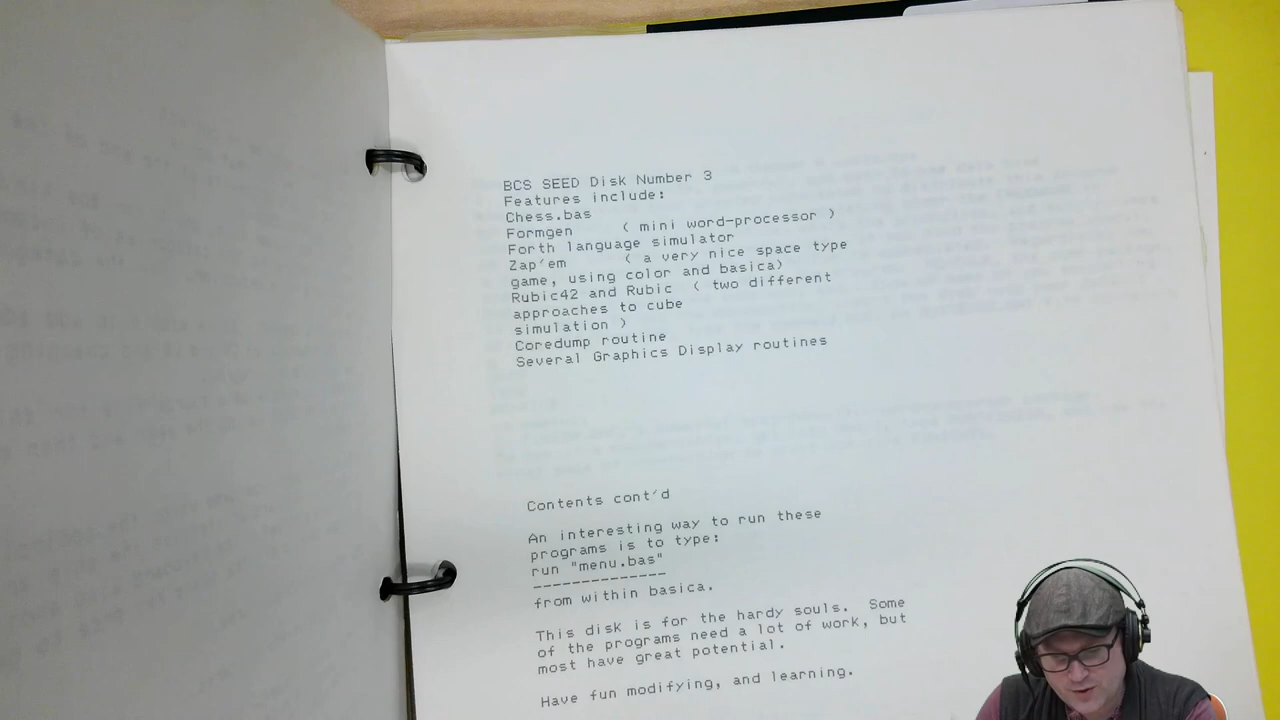 BCS SEED Disk Number 3
Features include:
Chess.bas
Formgen ( mini word-processor )
Forth language simulator
Zap'em ( a very nice space type
game, using color and basica)
Rubic42 and Rubic ( two different
approaches to cube
simulation )
Coredump routine
Several Graphics Display routines
Contents cont'd
An interesting way to run these
programs is to type:
run "menu.bas"
--------------
from within basica.
This disk is for the hardy souls. Some
of the programs need a lot of work, but
most have great potential.
Have fun modifying, and learning.